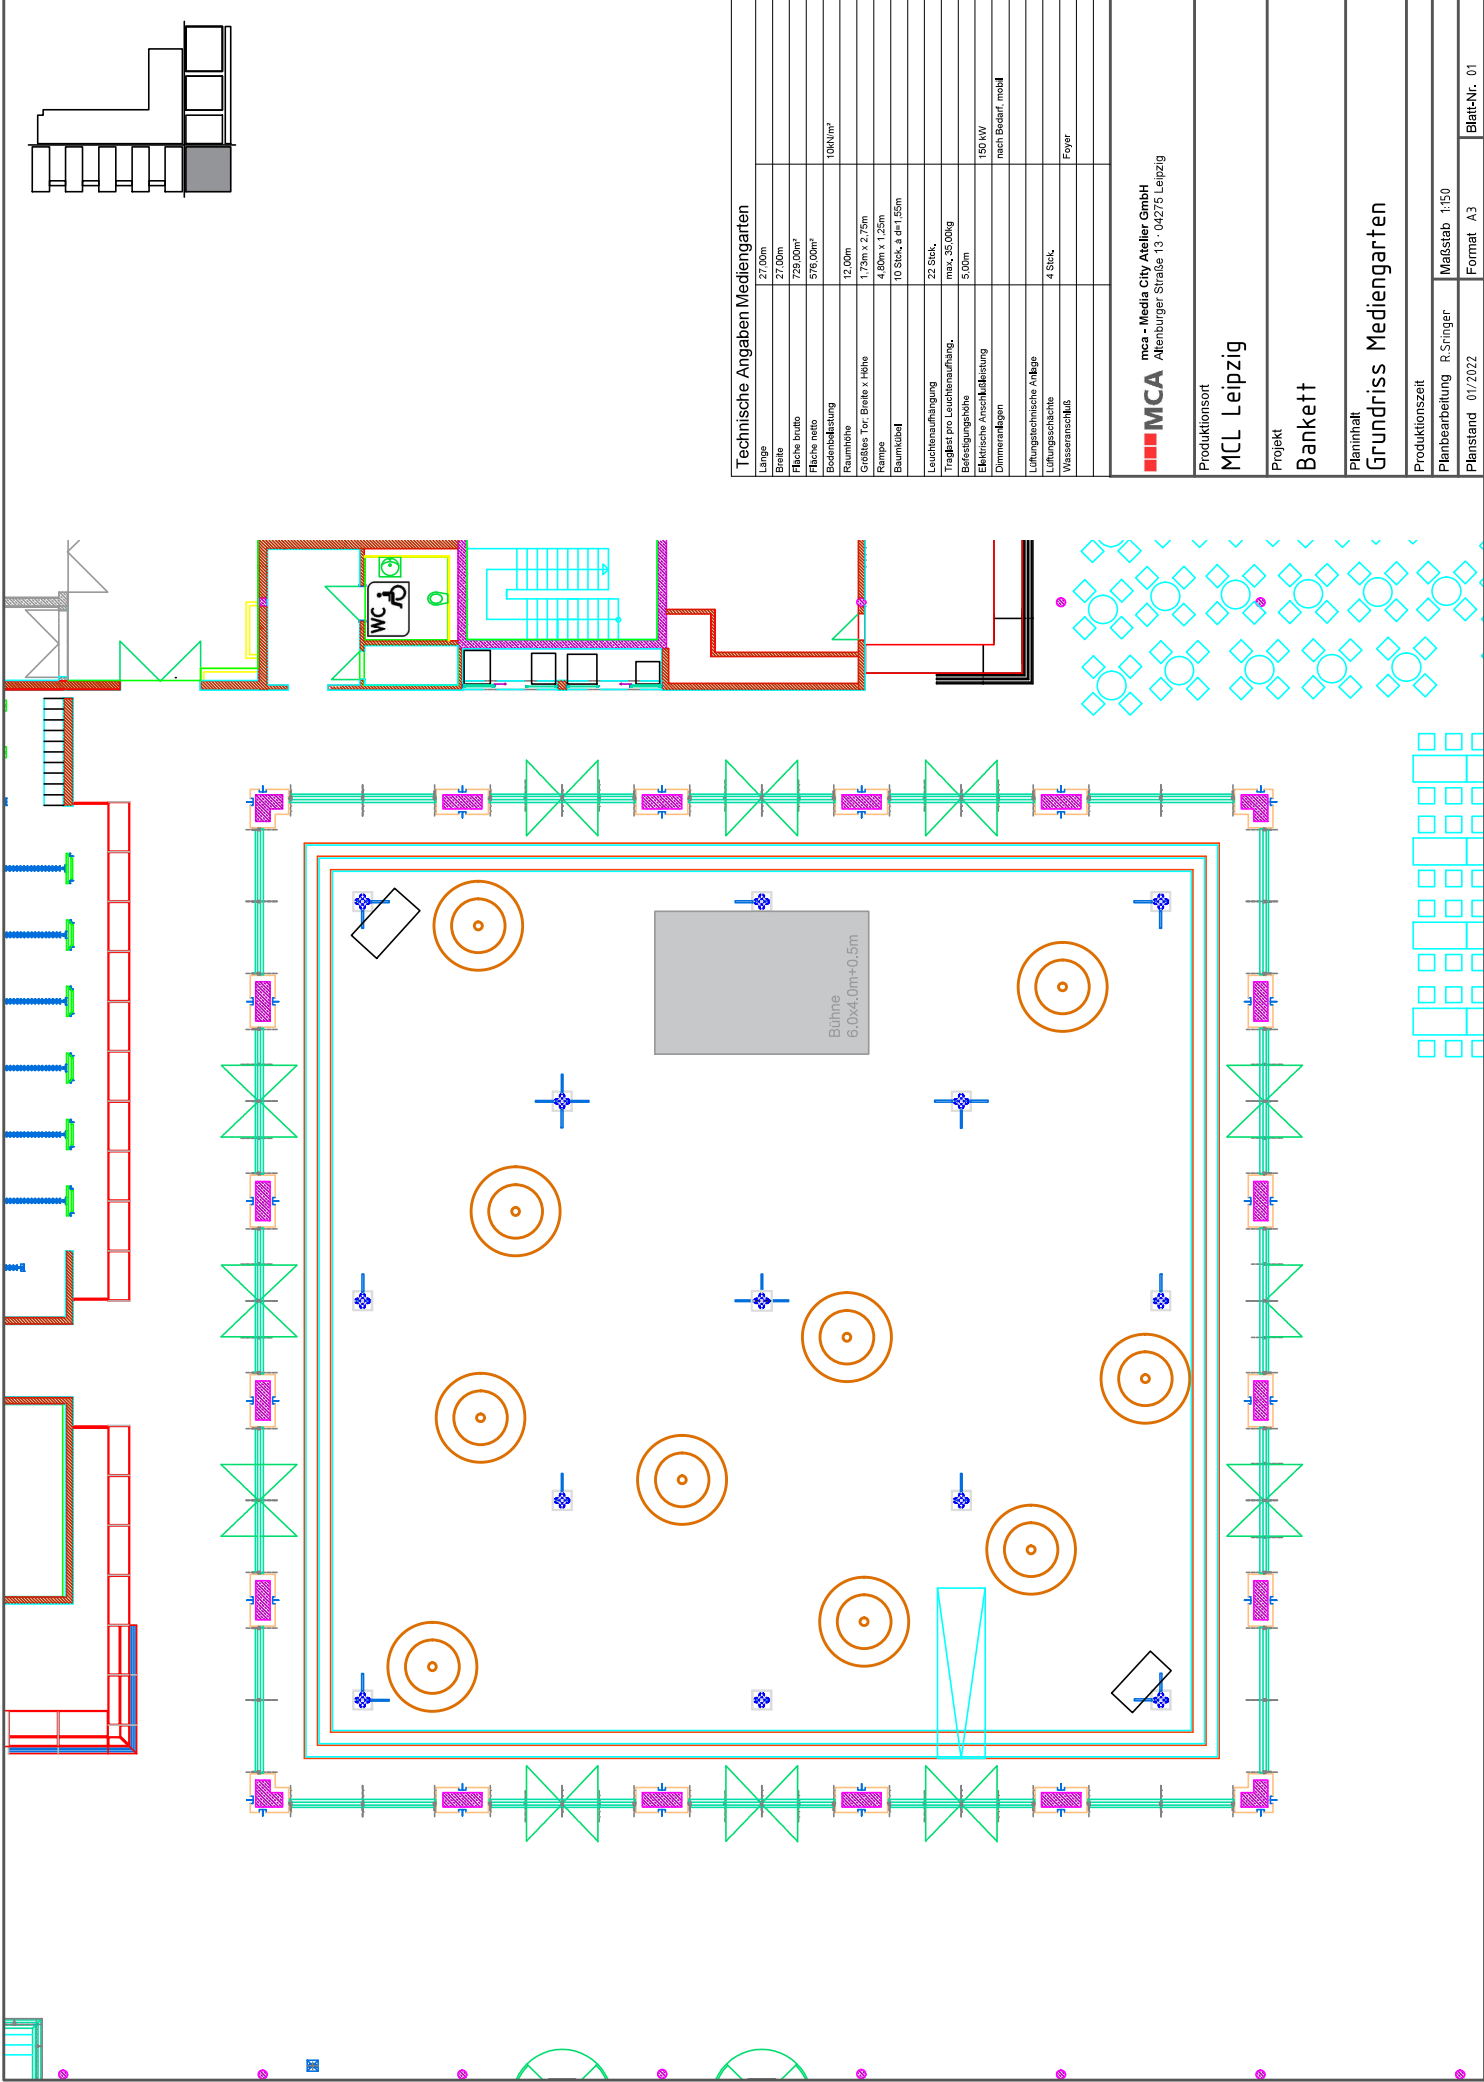 WC
Bühne
6.0x4.0m+0.5m
Technische Angaben Mediengarten
Länge 27,00m
Breite 27,00m
Fläche brutto 729,00m²
Fläche netto 576,00m²
Bodenbelastung 10kN/m²
Raumhöhe 12,00m
Größtes Tor: Breite x Höhe 1,73m x 2,75m
Rampe 4,80m x 1,25m
Baumkübel 10 Stck. à d=1,55m
Leuchtenaufhängung 22 Stck.
Traglast pro Leuchtenaufhäng. max. 35,00kg
Befestigungshöhe 5,00m
Elektrische Anschlußleistung 150 kW
Dimmeranlagen nach Bedarf, mobil
Lüftungstechnische Anlage
Lüftungsschächte 4 Stck.
Wasseranschluß Foyer
MCA
mca - Media City Atelier GmbH
Altenburger Straße 13 · 04275 Leipzig
Produktionsort
MCL Leipzig
Projekt
Bankett
Planinhalt
Grundriss Mediengarten
Produktionszeit
Planbearbeitung R.Sringer Maßstab 1:150
Planstand 01/2022 Format A3 Blatt-Nr. 01